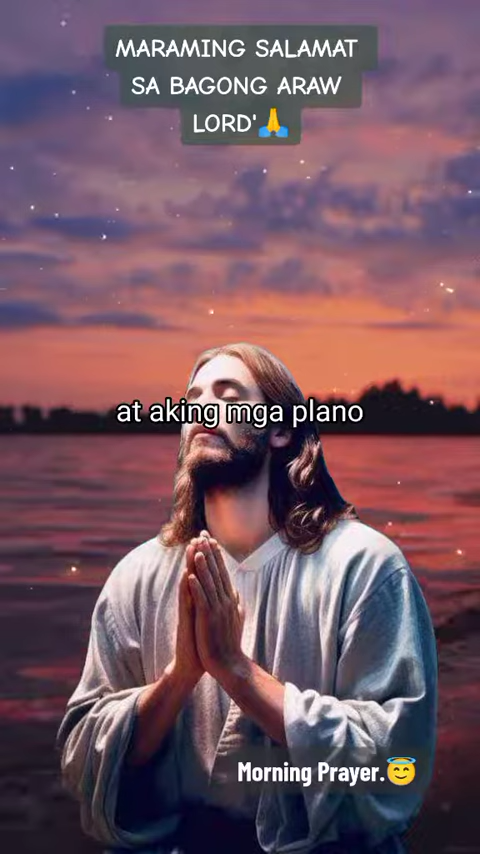 MARAMING SALAMAT
SA BAGONG ARAW
LORD'🙏
at aking mga plano
Morning Prayer.😇